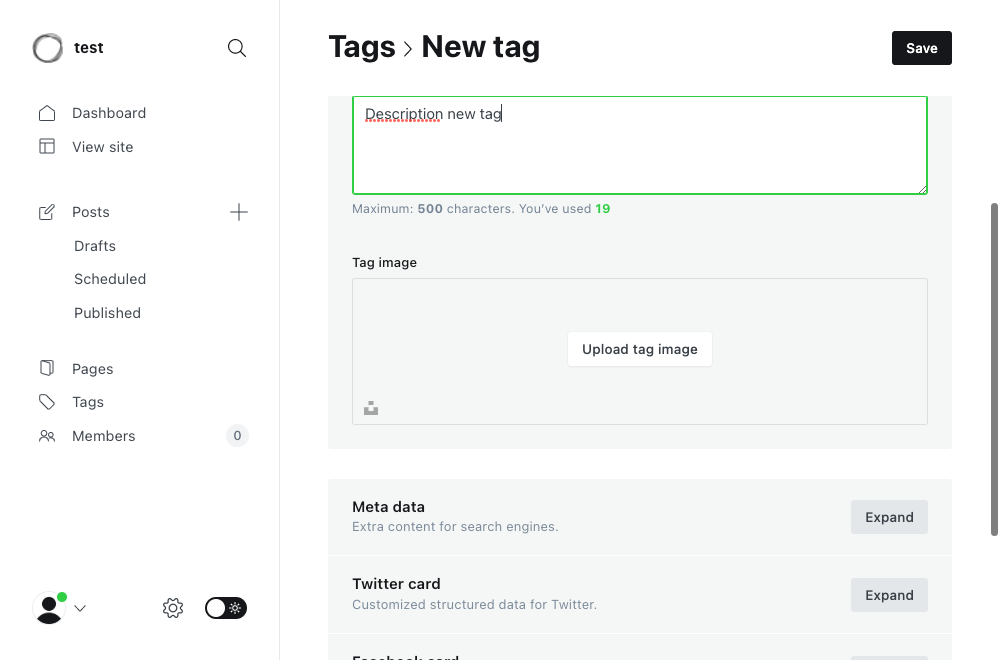 test
Tags > New tag
Save
Dashboard
View site
Posts
Drafts
Scheduled
Published
Pages
Tags
Members 0
Description new tag
Maximum: 500 characters. You’ve used 19
Tag image
Upload tag image
Meta data
Extra content for search engines.
Expand
Twitter card
Customized structured data for Twitter.
Expand
Facebook card